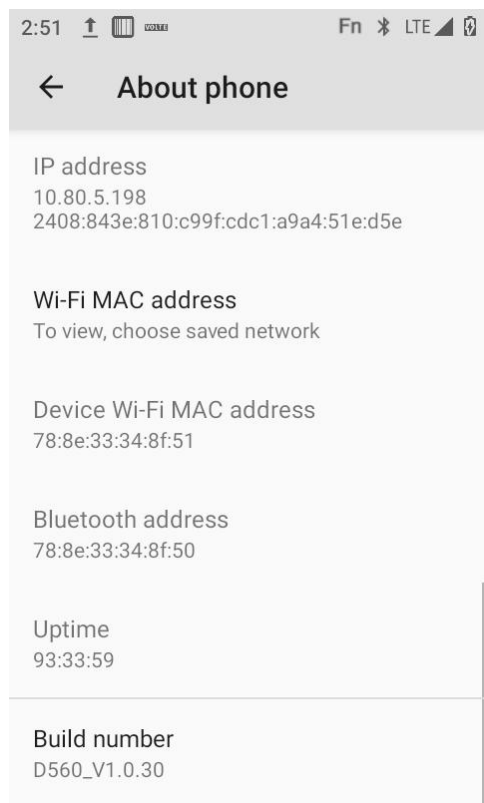 2:51 VOLTE Fn LTE
About phone
IP address
10.80.5.198
2408:843e:810:c99f:cdc1:a9a4:51e:d5e
Wi-Fi MAC address
To view, choose saved network
Device Wi-Fi MAC address
78:8e:33:34:8f:51
Bluetooth address
78:8e:33:34:8f:50
Uptime
93:33:59
Build number
D560_V1.0.30